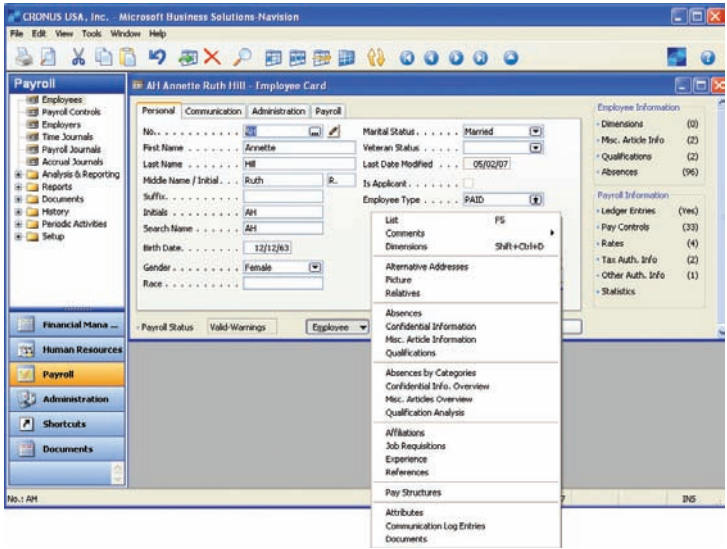 CRONUS USA, Inc. - Microsoft Business Solutions-Navision
File Edit View Tools Window Help
Payroll
Employees
Payroll Controls
Employers
Time Journals
Payroll Journals
Accrual Journals
Analysis & Reporting
Reports
Documents
History
Periodic Activities
Setup
Financial Mana ...
Human Resources
Payroll
Administration
Shortcuts
Documents
AH Annette Ruth Hill - Employee Card
Personal Communication Administration Payroll
No. . . . . . . . . . . . AH
First Name . . . . . . . . Annette
Last Name . . . . . . . . Hill
Middle Name / Initial. . . Ruth R.
Suffix. . . . . . . . . . .
Initials . . . . . . . . . . AH
Search Name . . . . . . . AH
Birth Date. . . . . . . . . 12/12/63
Gender . . . . . . . . . . Female
Race . . . . . . . . . . .
Marital Status. . . . . . Married
Veteran Status. . . . . .
Last Date Modified . . . 05/02/07
Is Applicant. . . . . . .
Employee Type . . . . . PAID
Payroll Status Valid-Warnings Employee
List F5
Comments
Dimensions Shift+Ctrl+D
Alternative Addresses
Picture
Relatives
Absences
Confidential Information
Misc. Article Information
Qualifications
Absences by Categories
Confidential Info. Overview
Misc. Articles Overview
Qualification Analysis
Affiliations
Job Requisitions
Experience
References
Pay Structures
Attributes
Communication Log Entries
Documents
Employee Information
Dimensions (0)
Misc. Article Info (2)
Qualifications (2)
Absences (96)
Payroll Information
Ledger Entries (Yes)
Pay Controls (33)
Rates (4)
Tax Auth. Info (2)
Other Auth. Info (1)
Statistics
No.: AH 7 INS